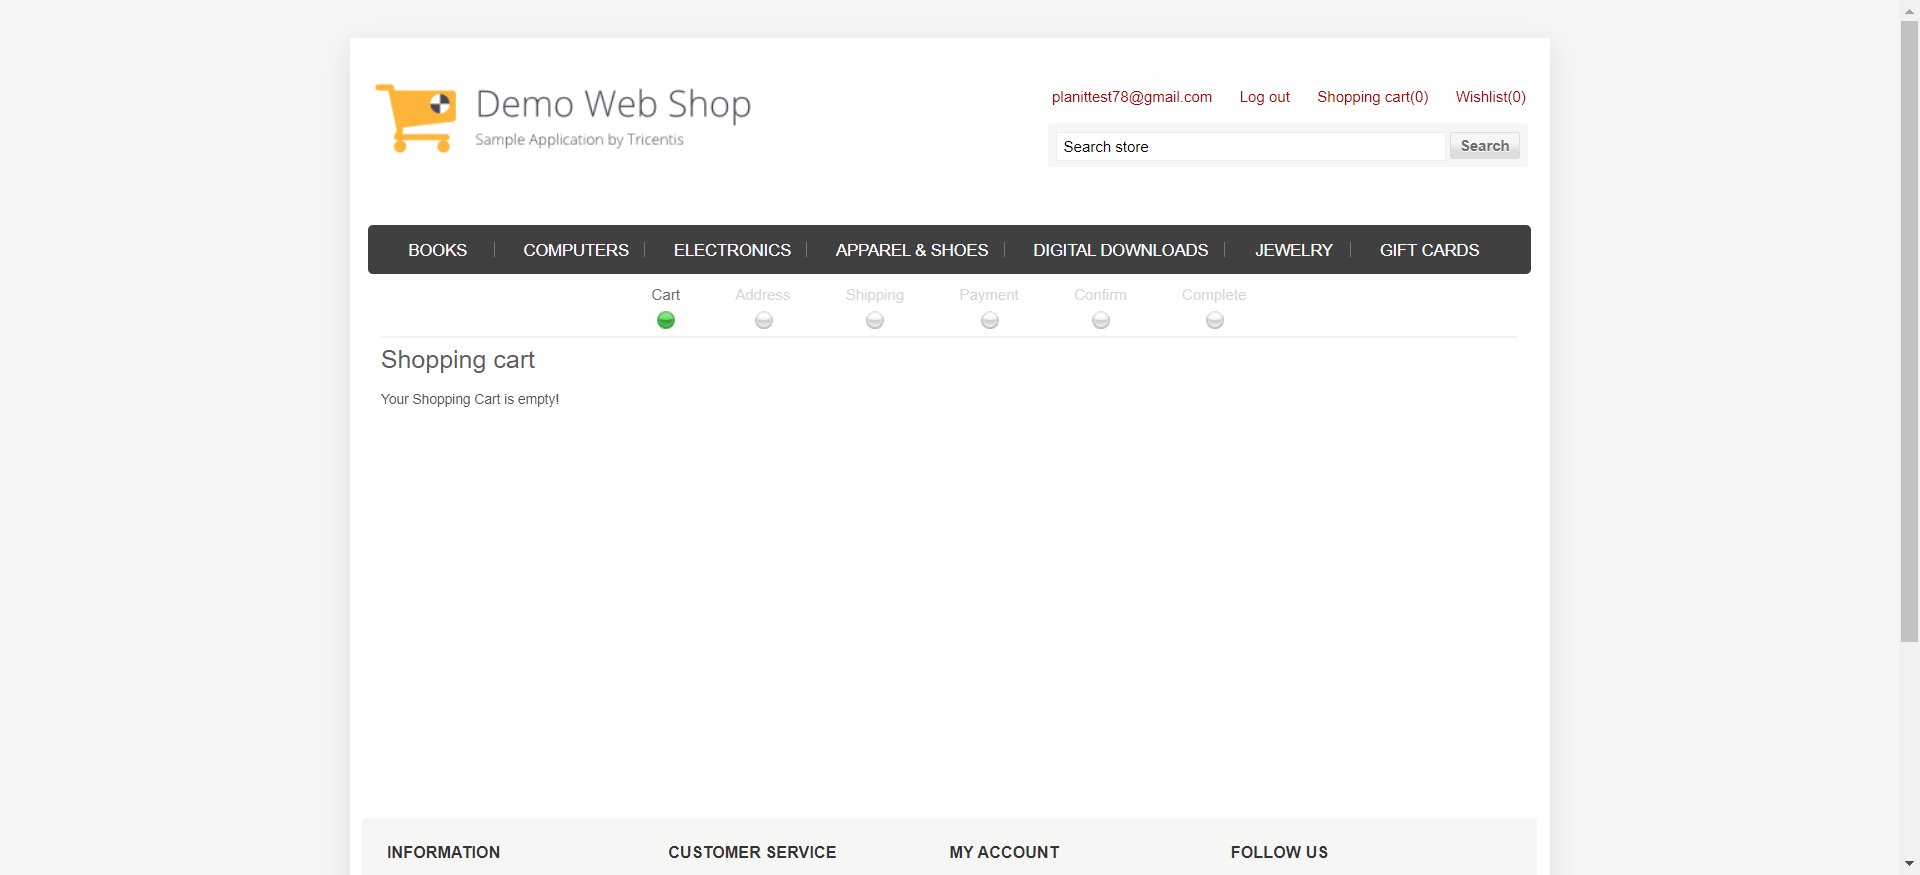 Demo Web Shop
Sample Application by Tricentis
planittest78@gmail.com Log out Shopping cart(0) Wishlist(0)
Search store Search
BOOKS COMPUTERS ELECTRONICS APPAREL & SHOES DIGITAL DOWNLOADS JEWELRY GIFT CARDS
Cart Address Shipping Payment Confirm Complete
Shopping cart
Your Shopping Cart is empty!
INFORMATION CUSTOMER SERVICE MY ACCOUNT FOLLOW US